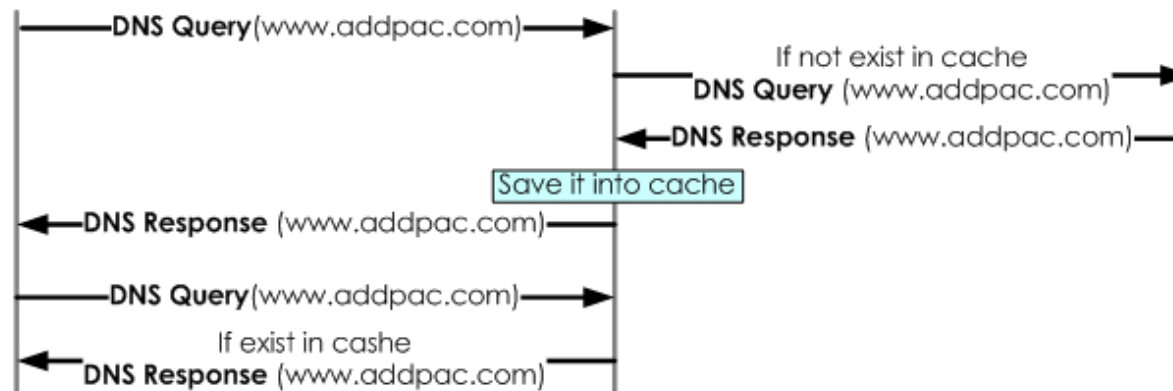 DNS Query(www.addpac.com)
If not exist in cache
DNS Query (www.addpac.com)
DNS Response (www.addpac.com)
Save it into cache
DNS Response (www.addpac.com)
DNS Query(www.addpac.com)
If exist in cashe
DNS Response (www.addpac.com)